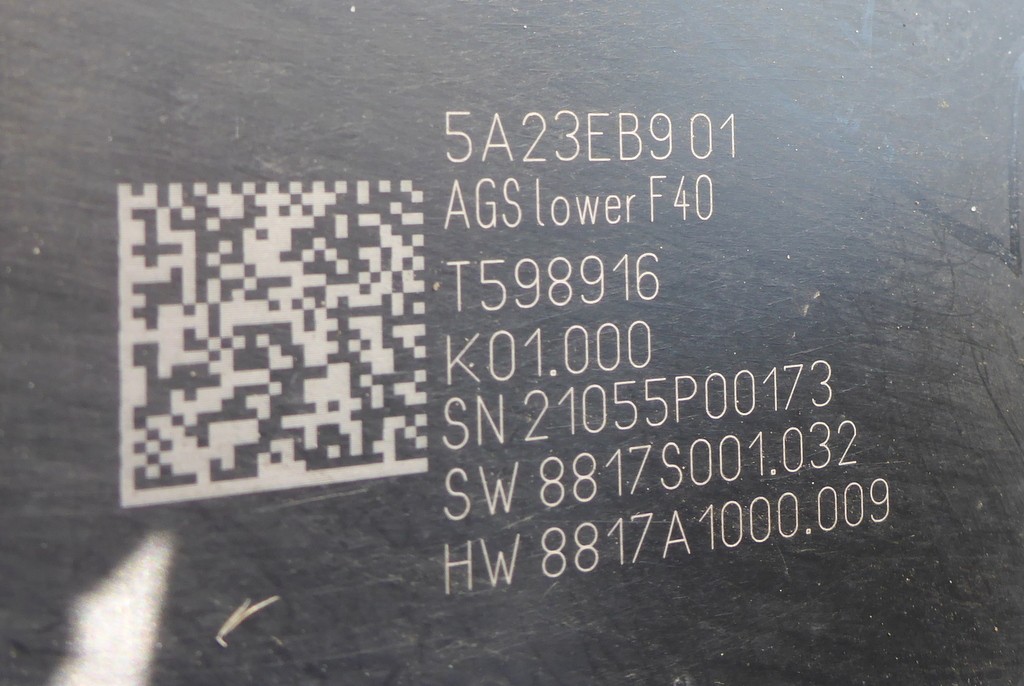 5A23EB9 01
AGS lower F40
T598916
K01.000
SN 21055P00173
SW 8817S001.032
HW 8817A1000.009